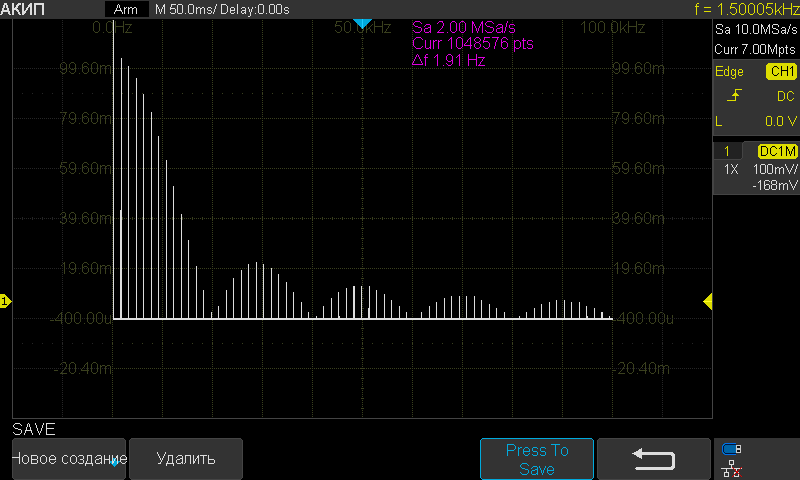 АКИП Arm M 50.0ms/ Delay:0.00s f = 1.50005kHz
0.0Hz 50.0kHz 100.0kHz
Sa 2.00 MSa/s
Curr 1048576 pts
Δf 1.91 Hz
Sa 10.0MSa/s
Curr 7.00Mpts
Edge CH1
DC
L 0.0 V
1 DC1M
1X 100mV/
-168mV
99.60m 99.60m
79.60m 79.60m
59.60m 59.60m
39.60m 39.60m
19.60m 19.60m
1
-400.00u -400.00u
-20.40m -20.40m
SAVE
Новое создание
Удалить
Press To
Save